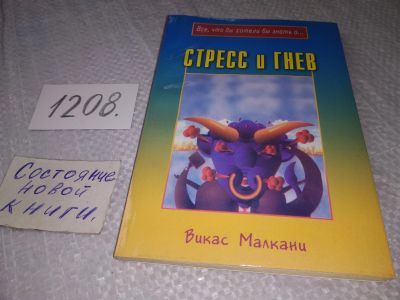 Все, что вы хотели бы знать о...
СТРЕСС и ГНЕВ
1208.
Состояние
новой
книги.
Викас Малкани